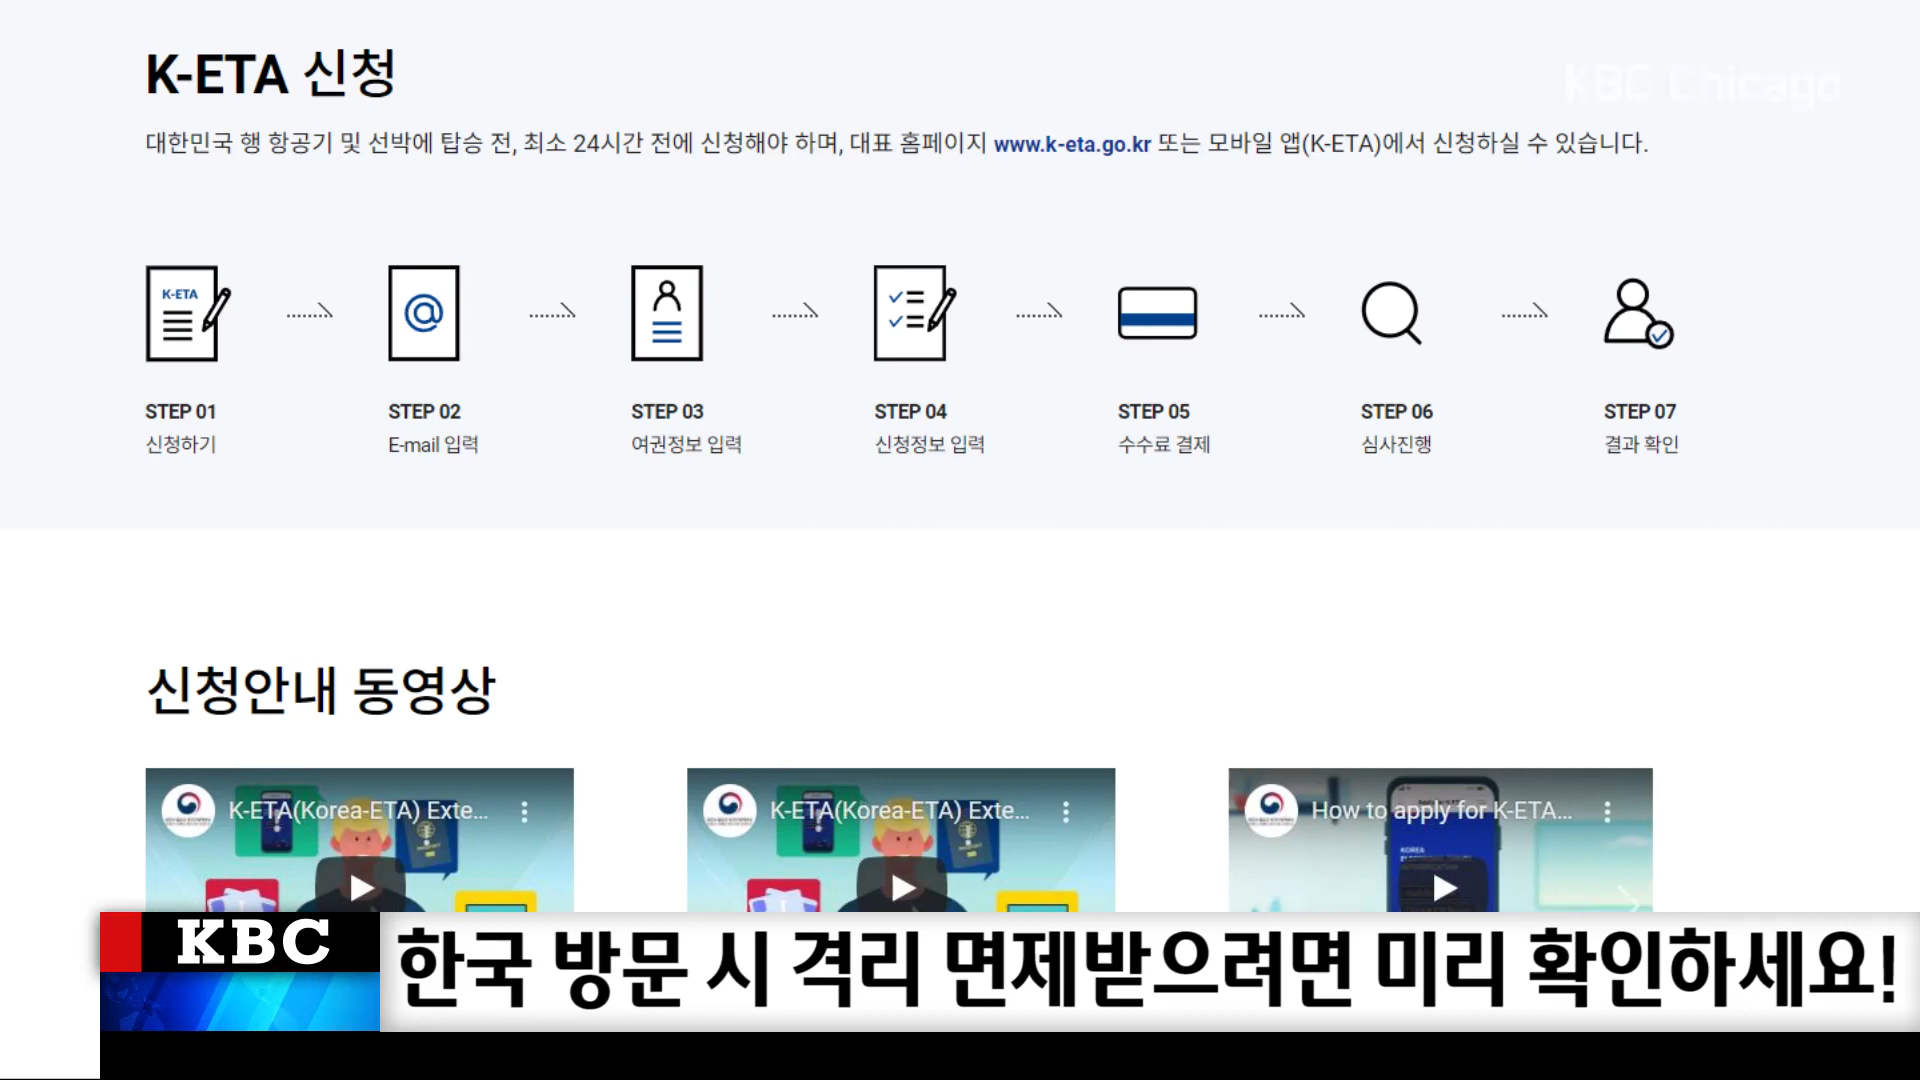 K-ETA 신청
KBC Chicago
대한민국 행 항공기 및 선박에 탑승 전, 최소 24시간 전에 신청해야 하며, 대표 홈페이지 www.k-eta.go.kr 또는 모바일 앱(K-ETA)에서 신청하실 수 있습니다.
K-ETA
STEP 01
신청하기
STEP 02
E-mail 입력
STEP 03
여권정보 입력
STEP 04
신청정보 입력
STEP 05
수수료 결제
STEP 06
심사진행
STEP 07
결과 확인
신청안내 동영상
K-ETA(Korea-ETA) Exte...
K-ETA(Korea-ETA) Exte...
How to apply for K-ETA...
KOREA
KBC
한국 방문 시 격리 면제받으려면 미리 확인하세요!